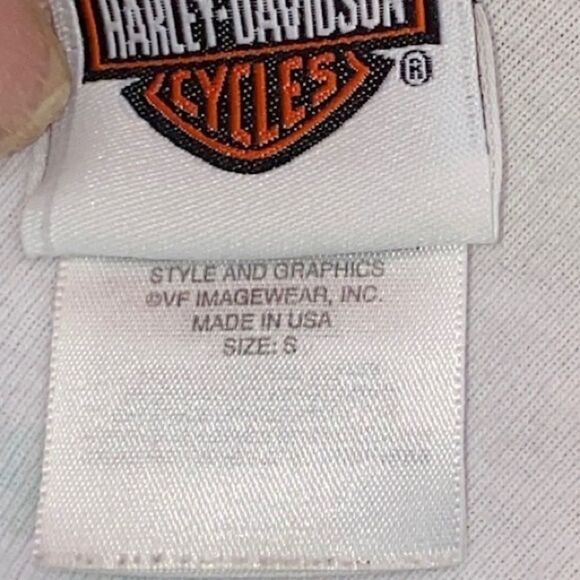 HARLEY-DAVIDSON
CYCLES®
STYLE AND GRAPHICS
©VF IMAGEWEAR, INC.
MADE IN USA
SIZE: S